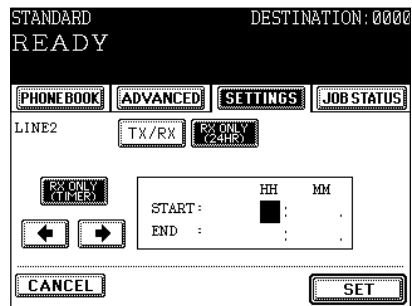 STANDARD DESTINATION:0000
READY
PHONE BOOK ADVANCED SETTINGS JOB STATUS
LINE2 TX/RX RX ONLY (24HR)
RX ONLY (TIMER)
HH MM
START: : .
END : : .
CANCEL SET